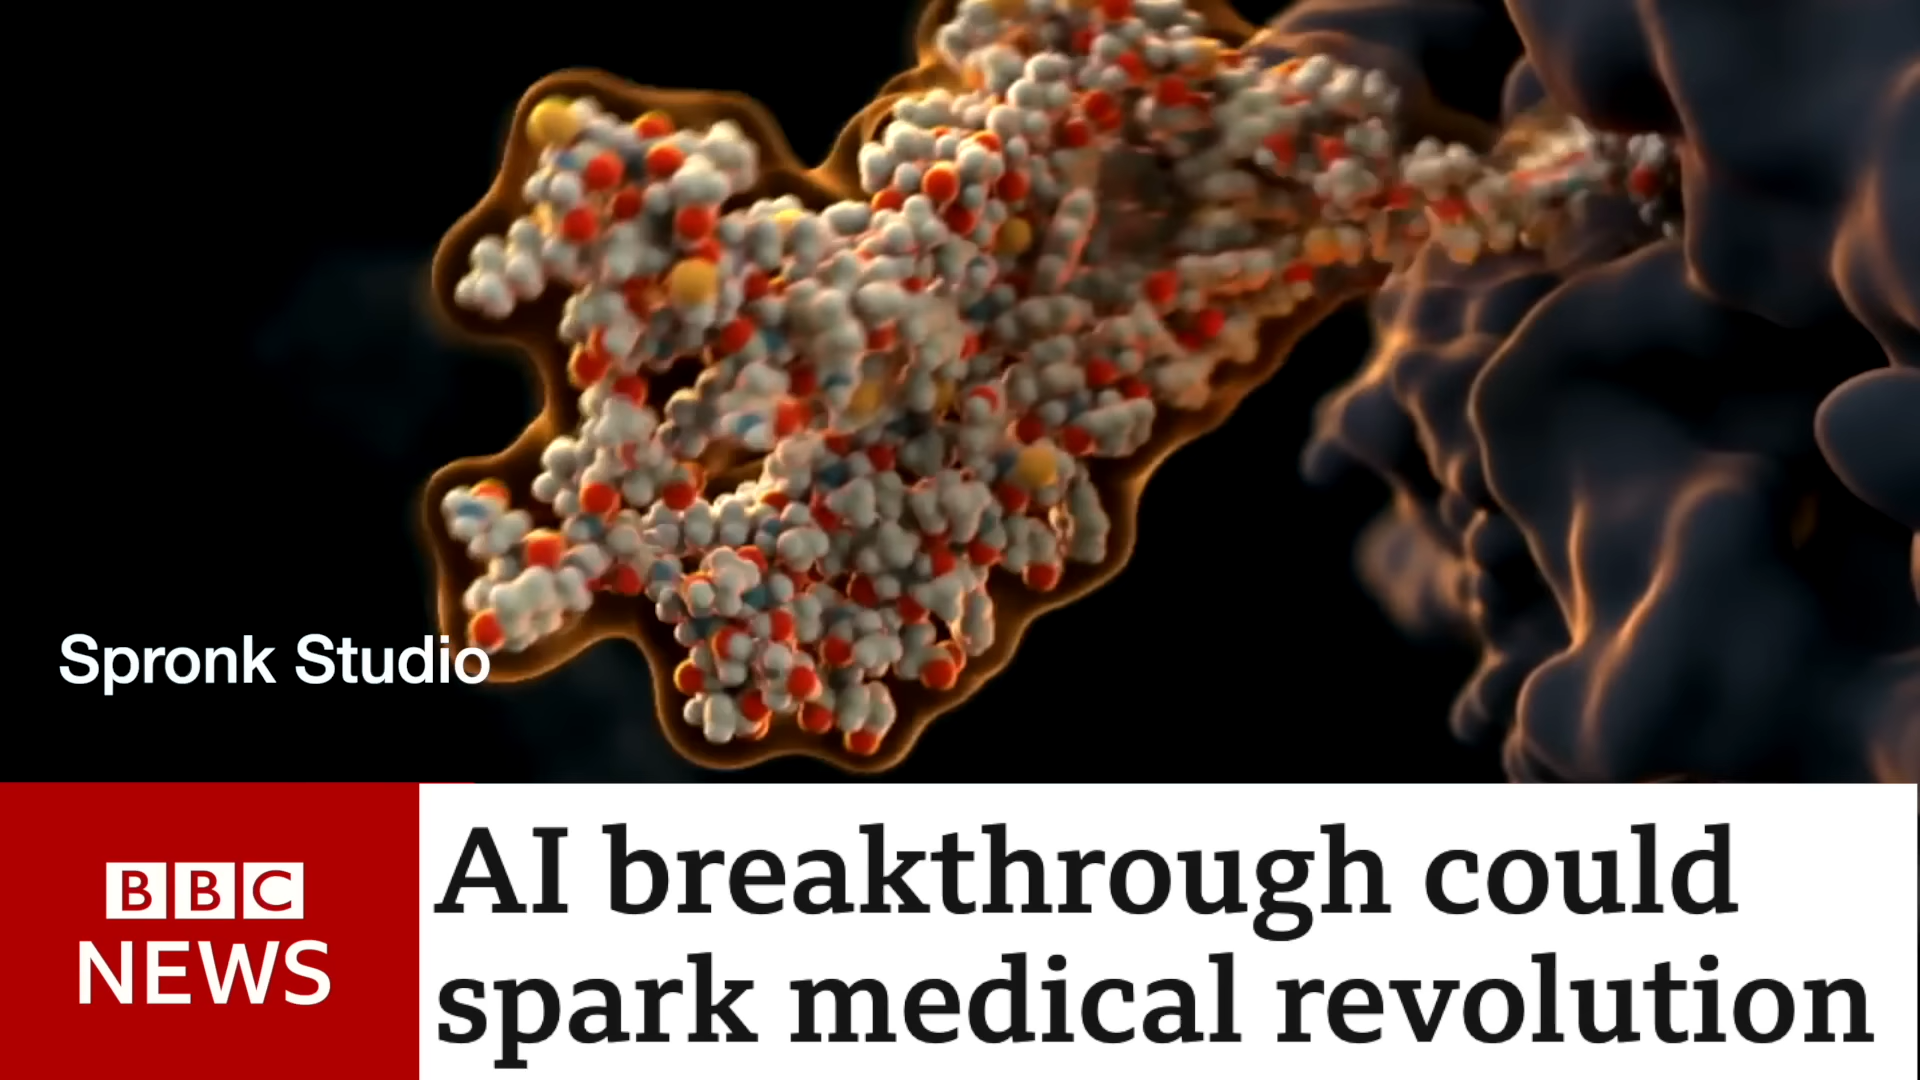 Spronk Studio
BBC
NEWS
AI breakthrough could
spark medical revolution